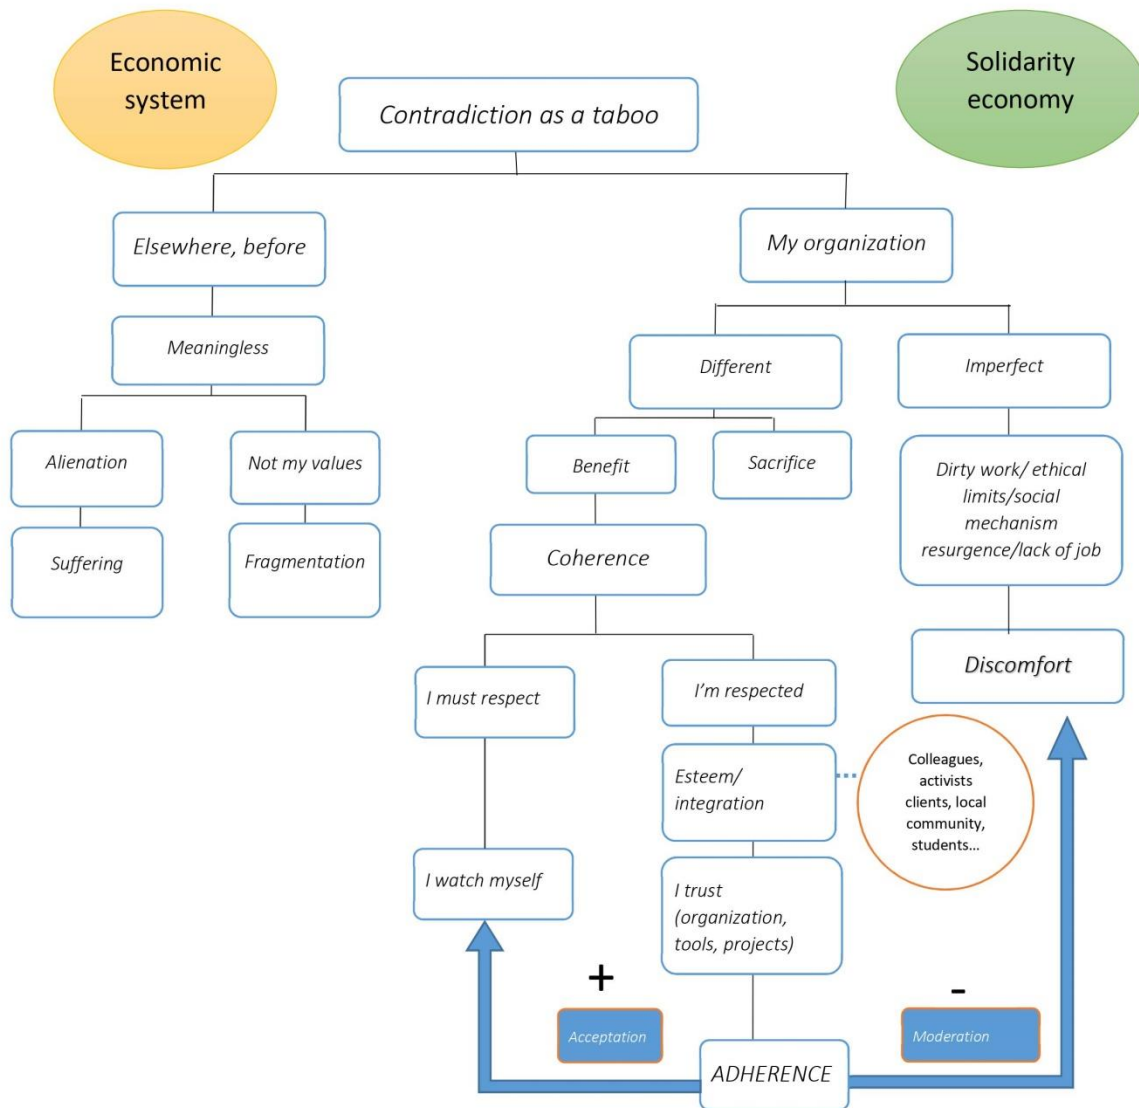 Economic
system
Solidarity
economy
Contradiction as a taboo
Elsewhere, before
My organization
Meaningless
Different
Imperfect
Alienation
Not my values
Benefit
Sacrifice
Dirty work/ ethical
limits/social
mechanism
resurgence/lack of job
Suffering
Fragmentation
Coherence
Discomfort
I must respect
I'm respected
Esteem/
integration
Colleagues,
activists
clients, local
community,
students...
I watch myself
I trust
(organization,
tools, projects)
+
-
Acceptation
Moderation
ADHERENCE